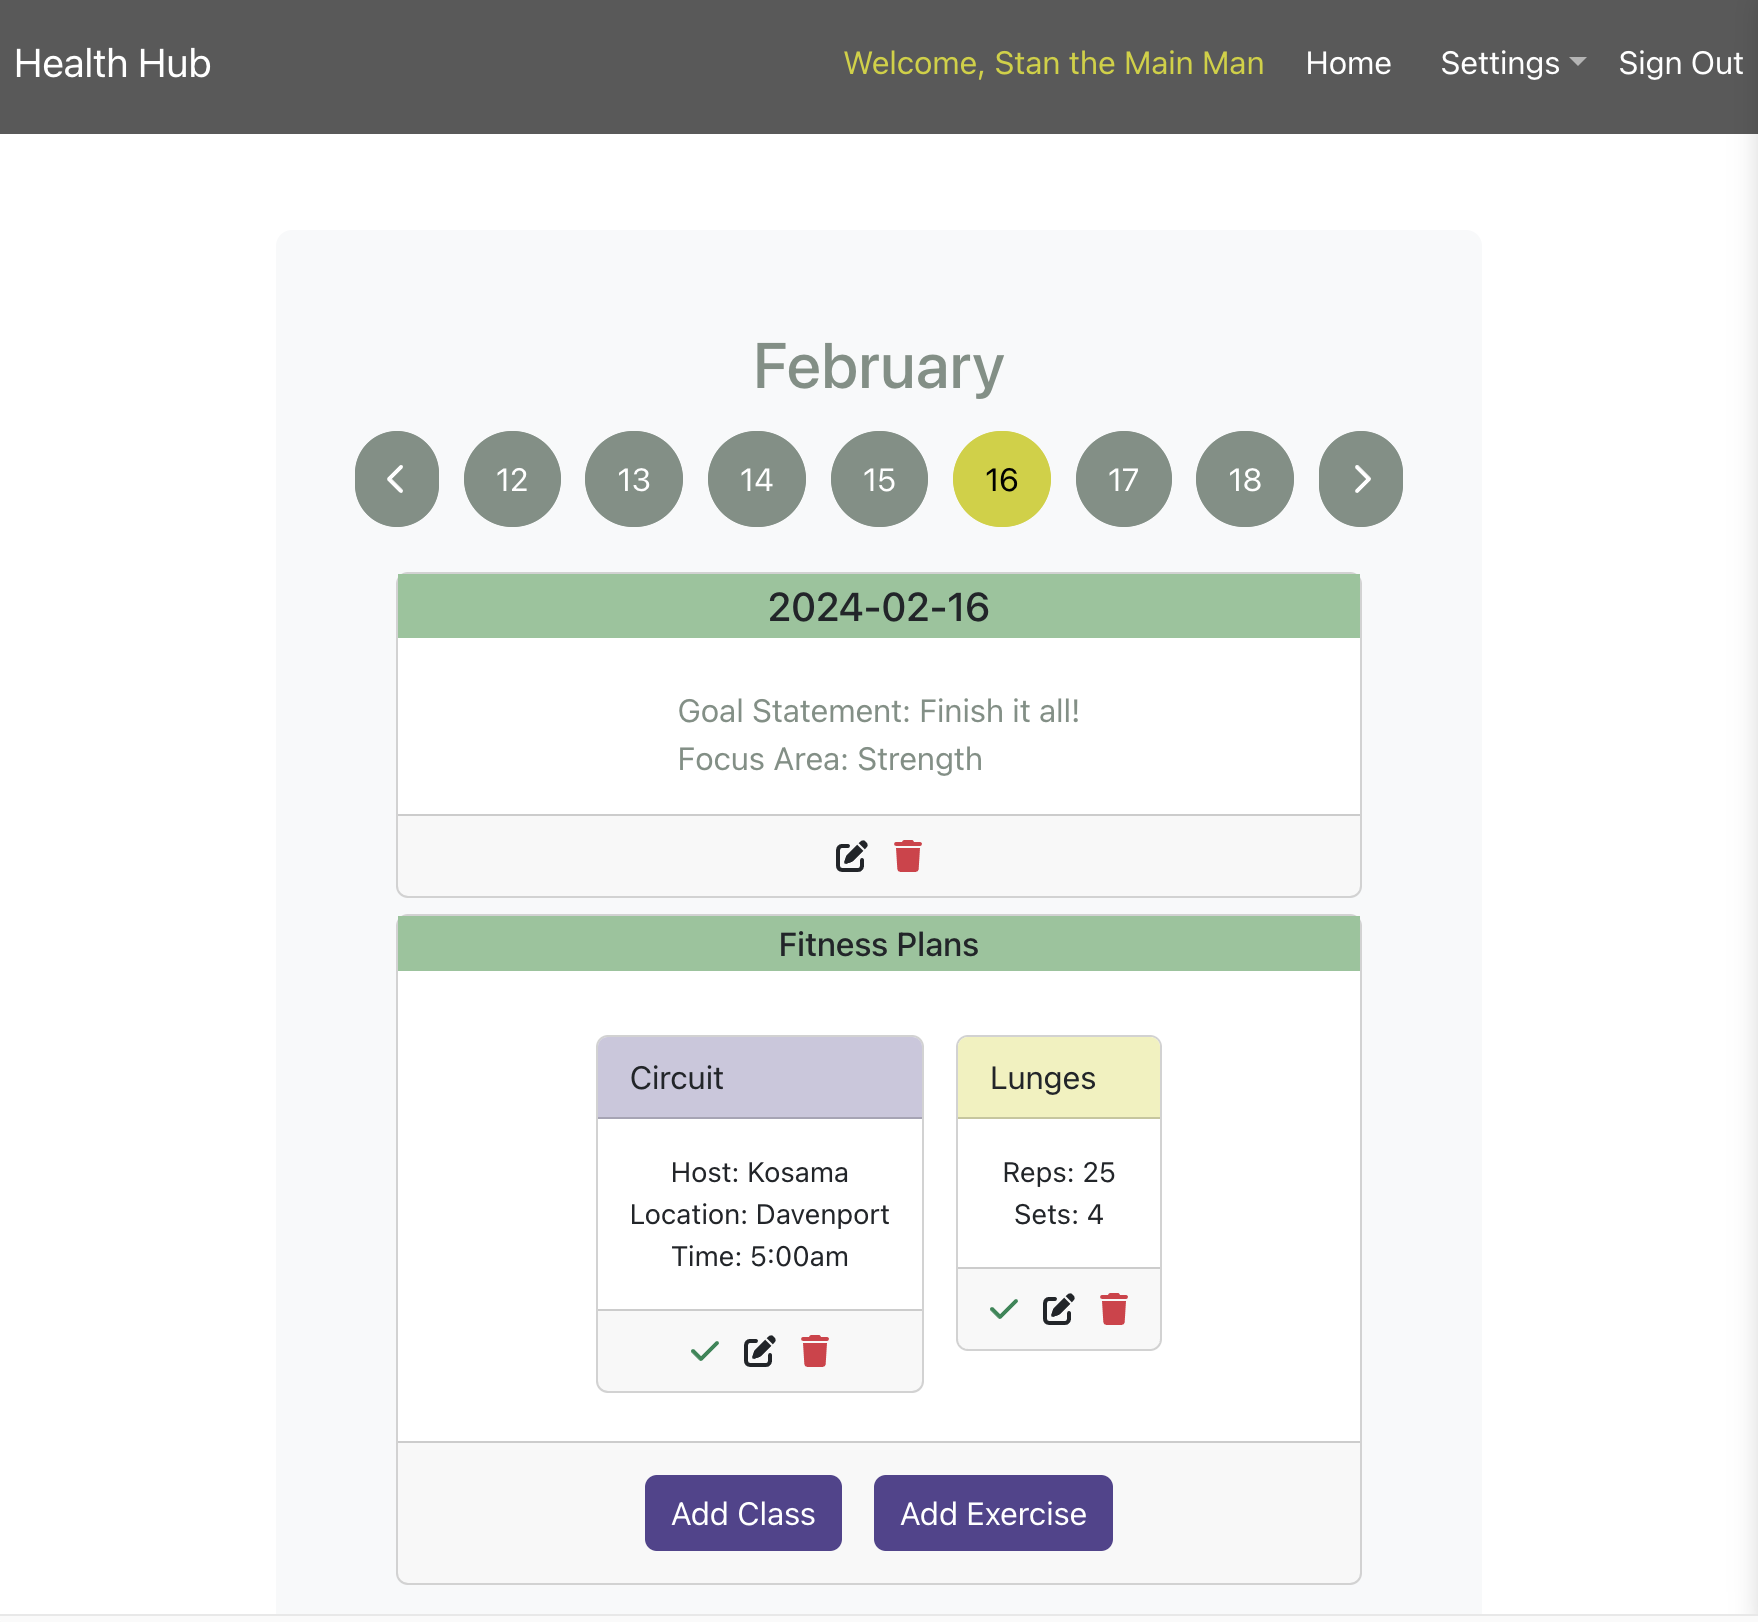 Health Hub
Welcome, Stan the Main Man
Home
Settings
Sign Out
February
12 13 14 15 16 17 18
2024-02-16
Goal Statement: Finish it all!
Focus Area: Strength
Fitness Plans
Circuit
Host: Kosama
Location: Davenport
Time: 5:00am
Lunges
Reps: 25
Sets: 4
Add Class
Add Exercise